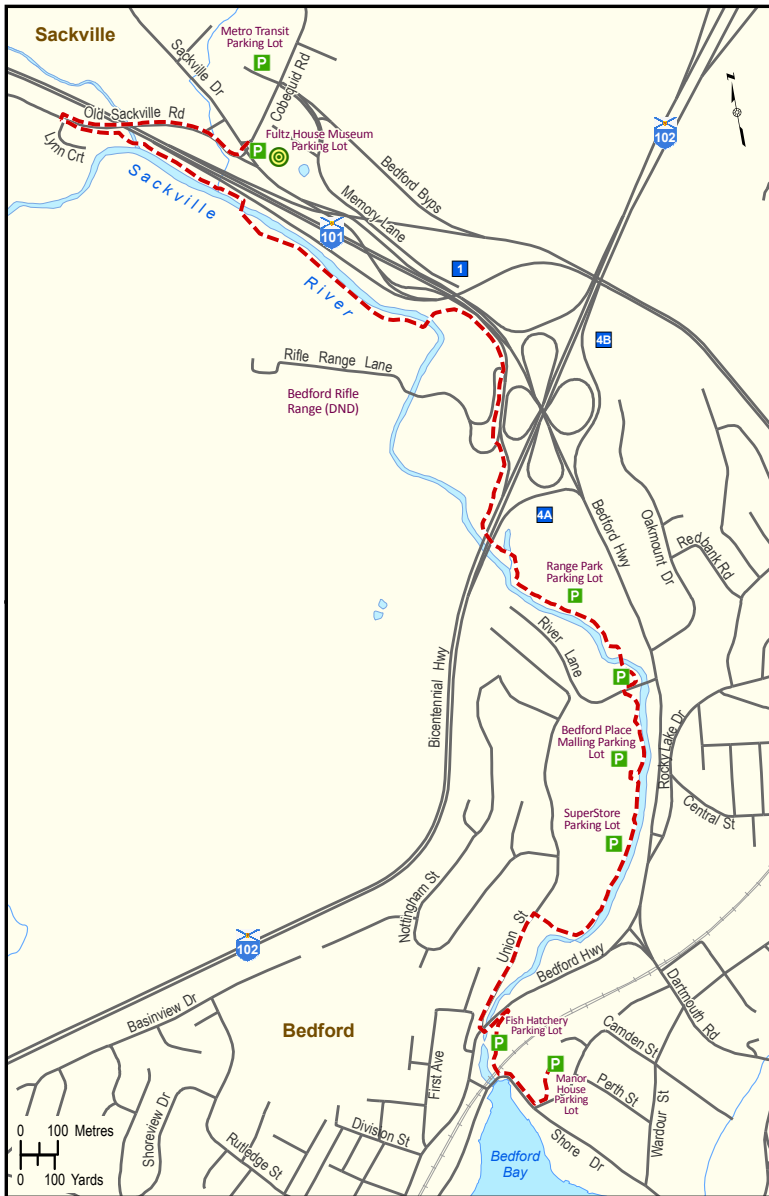 Sackville
Metro Transit
Parking Lot
P
Sackville Dr
Cobequid Rd
Old Sackville Rd
Lynn Crt
P
Fultz House Museum
Parking Lot
Bedford Byps
Memory Lane
102
Sackville
River
101
1
4B
Rifle Range Lane
Bedford Rifle
Range (DND)
4A
Bedford Hwy
Oakmount Dr
Redbank Rd
Range Park
Parking Lot
P
River Lane
P
Bicentennial Hwy
Bedford Place
Malling Parking
Lot
P
Rocky Lake Dr
Central St
SuperStore
Parking Lot
P
Nottingham St
Union St
102
Bedford Hwy
Basinview Dr
Dartmouth Rd
Bedford
Fish Hatchery
Parking Lot
P
Camden St
First Ave
P
Manor
House
Parking
Lot
Perth St
Wardour St
Shoreview Dr
Rutledge St
Division St
Shore Dr
Bedford
Bay
0 100 Metres
0 100 Yards